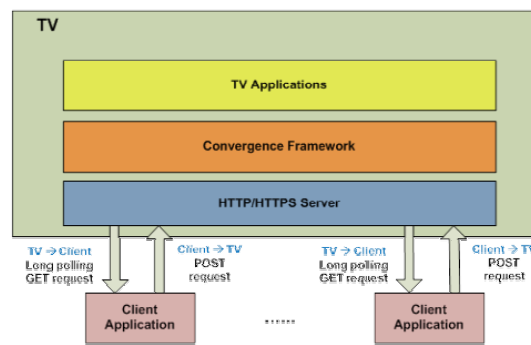 TV
TV Applications
Convergence Framework
HTTP/HTTPS Server
TV → Client
Long polling
GET request
Client → TV
POST
request
TV → Client
Long polling
GET request
Client → TV
POST
request
Client
Application
......
Client
Application